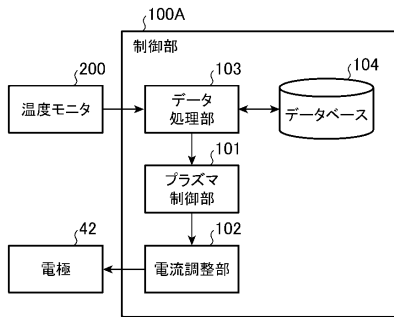 100A
制御部
200
103
104
温度モニタ
データ
処理部
データベース
101
プラズマ
制御部
42
102
電極
電流調整部